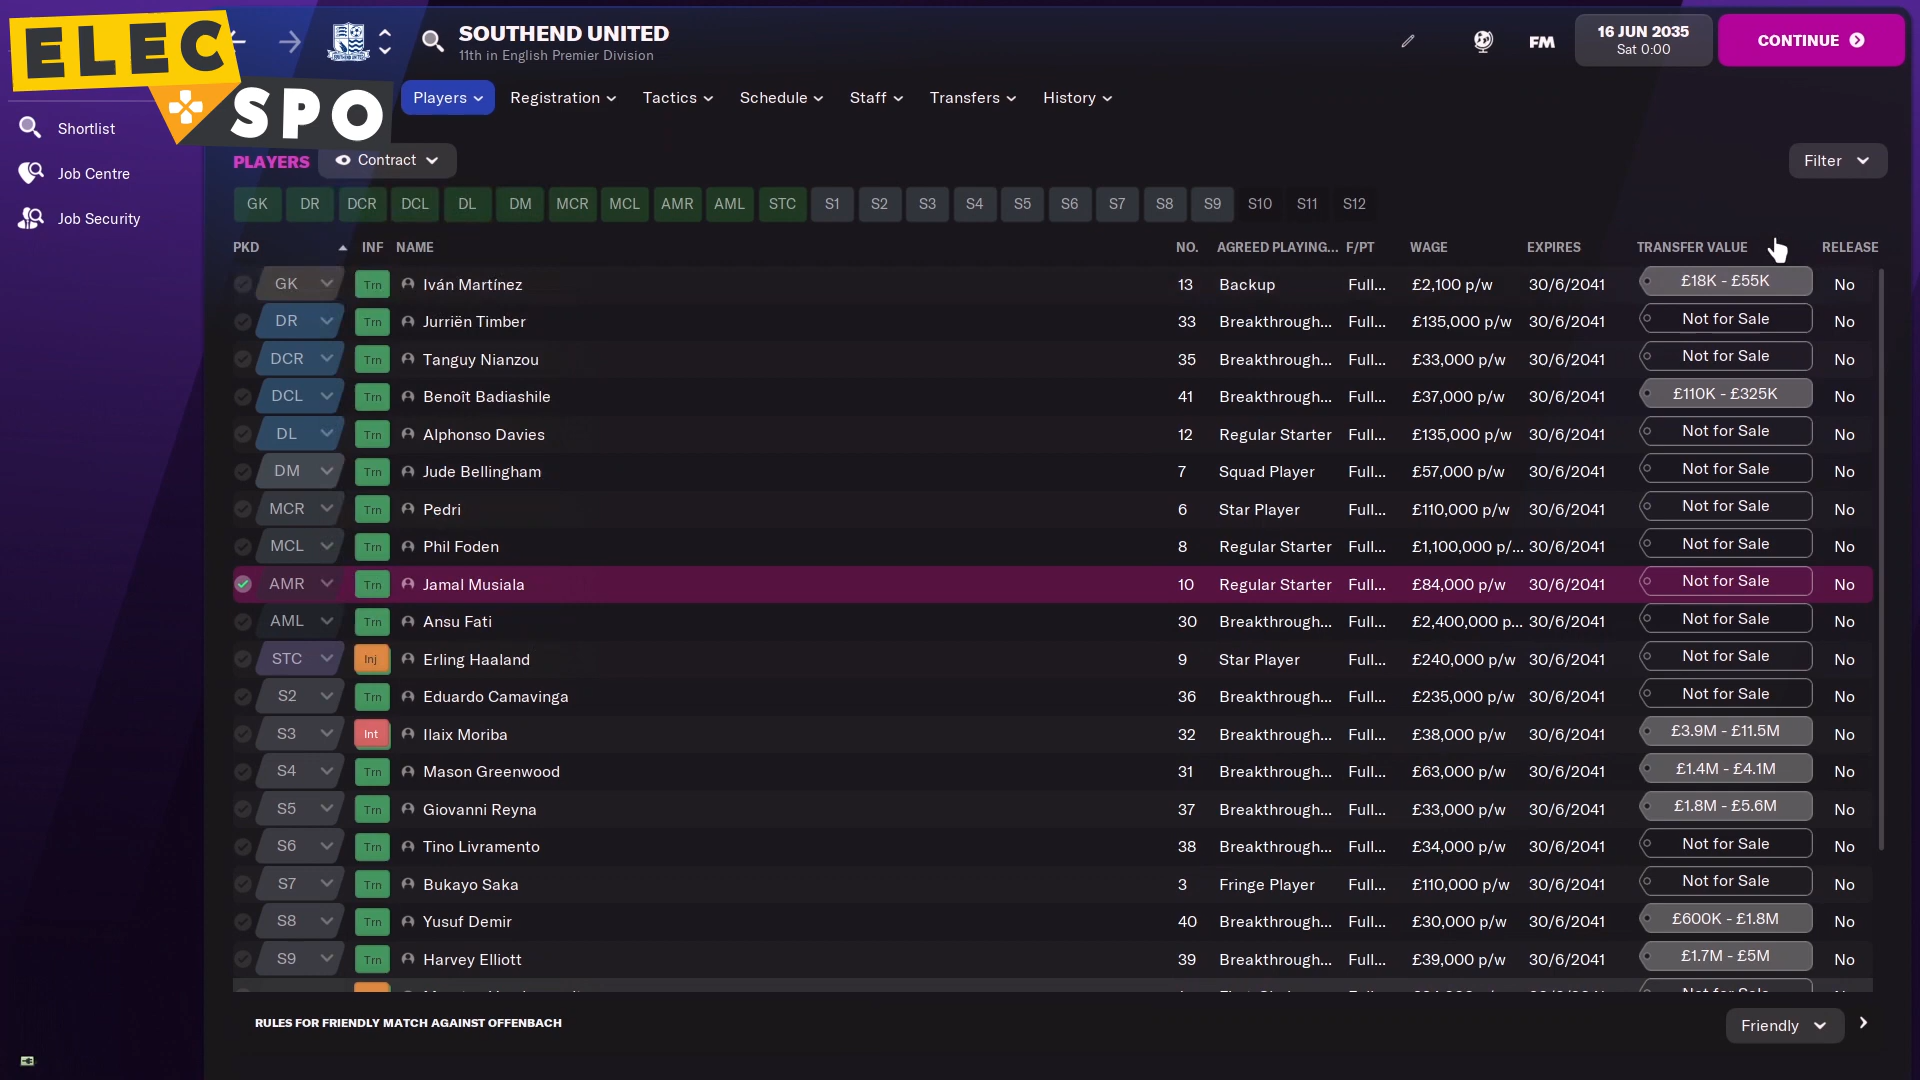 ELEC
SPO
SOUTHEND UNITED
11th in English Premier Division
FM
16 JUN 2035
Sat 0:00
CONTINUE
Players Registration Tactics Schedule Staff Transfers History
Shortlist
Job Centre
Job Security
PLAYERS Contract Filter
GK DR DCR DCL DL DM MCR MCL AMR AML STC S1 S2 S3 S4 S5 S6 S7 S8 S9 S10 S11 S12
PKD INF NAME NO. AGREED PLAYING... F/PT WAGE EXPIRES TRANSFER VALUE RELEASE
GK Trn Iván Martínez 13 Backup Full... £2,100 p/w 30/6/2041 £18K - £55K No
DR Trn Jurriën Timber 33 Breakthrough... Full... £135,000 p/w 30/6/2041 Not for Sale No
DCR Trn Tanguy Nianzou 35 Breakthrough... Full... £33,000 p/w 30/6/2041 Not for Sale No
DCL Trn Benoît Badiashile 41 Breakthrough... Full... £37,000 p/w 30/6/2041 £110K - £325K No
DL Trn Alphonso Davies 12 Regular Starter Full... £135,000 p/w 30/6/2041 Not for Sale No
DM Trn Jude Bellingham 7 Squad Player Full... £57,000 p/w 30/6/2041 Not for Sale No
MCR Trn Pedri 6 Star Player Full... £110,000 p/w 30/6/2041 Not for Sale No
MCL Trn Phil Foden 8 Regular Starter Full... £1,100,000 p/... 30/6/2041 Not for Sale No
AMR Trn Jamal Musiala 10 Regular Starter Full... £84,000 p/w 30/6/2041 Not for Sale No
AML Trn Ansu Fati 30 Breakthrough... Full... £2,400,000 p... 30/6/2041 Not for Sale No
STC Inj Erling Haaland 9 Star Player Full... £240,000 p/w 30/6/2041 Not for Sale No
S2 Trn Eduardo Camavinga 36 Breakthrough... Full... £235,000 p/w 30/6/2041 Not for Sale No
S3 Int Ilaix Moriba 32 Breakthrough... Full... £38,000 p/w 30/6/2041 £3.9M - £11.5M No
S4 Trn Mason Greenwood 31 Breakthrough... Full... £63,000 p/w 30/6/2041 £1.4M - £4.1M No
S5 Trn Giovanni Reyna 37 Breakthrough... Full... £33,000 p/w 30/6/2041 £1.8M - £5.6M No
S6 Trn Tino Livramento 38 Breakthrough... Full... £34,000 p/w 30/6/2041 Not for Sale No
S7 Trn Bukayo Saka 3 Fringe Player Full... £110,000 p/w 30/6/2041 Not for Sale No
S8 Trn Yusuf Demir 40 Breakthrough... Full... £30,000 p/w 30/6/2041 £600K - £1.8M No
S9 Trn Harvey Elliott 39 Breakthrough... Full... £39,000 p/w 30/6/2041 £1.7M - £5M No
RULES FOR FRIENDLY MATCH AGAINST OFFENBACH
Friendly